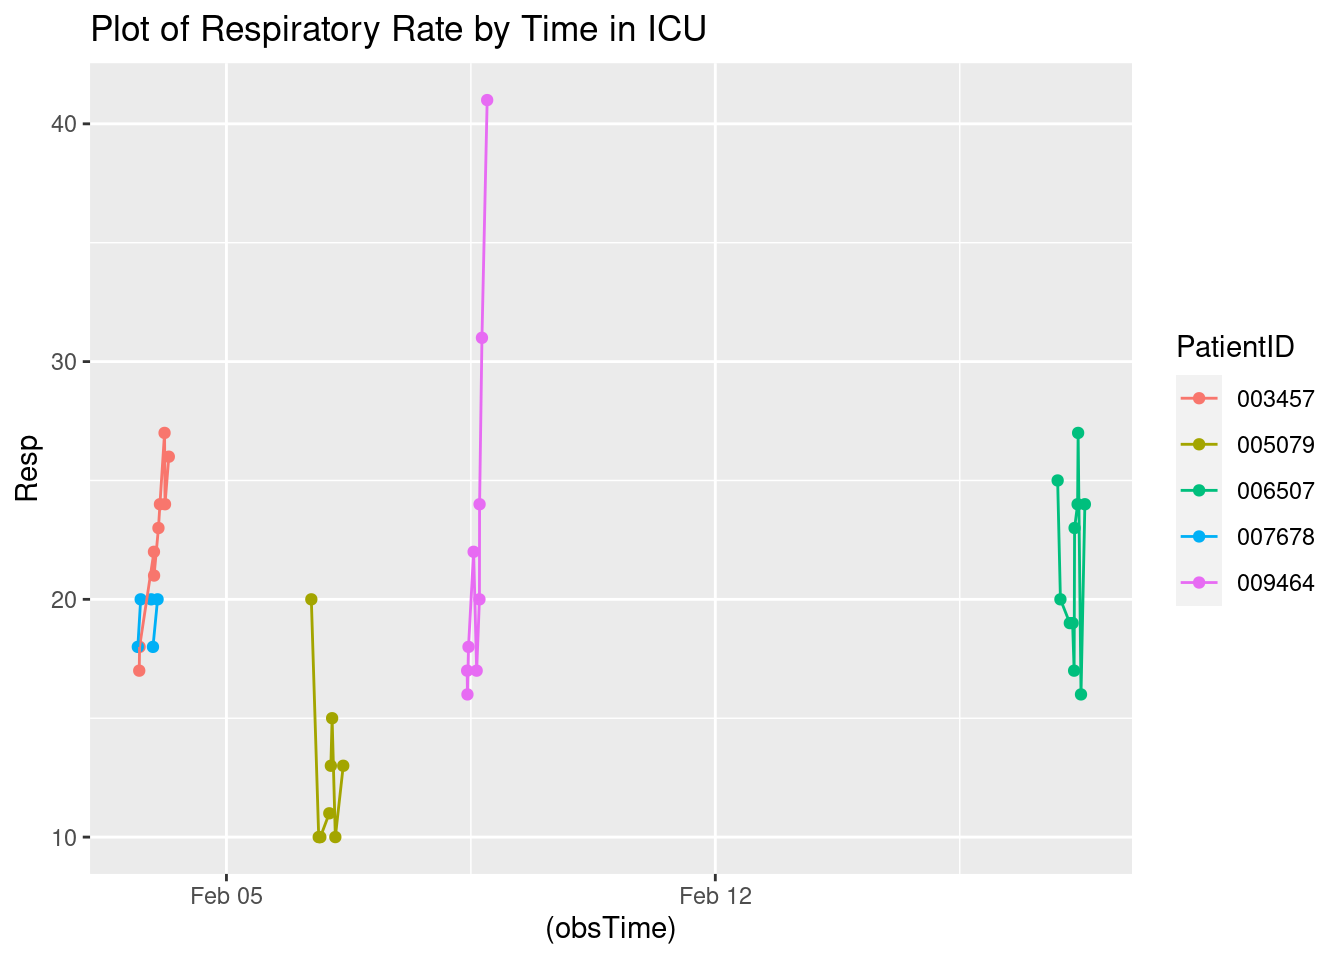 Plot of Respiratory Rate by Time in ICU
40
30
20
10
Resp
Feb 05
Feb 12
(obsTime)
PatientID
003457
005079
006507
007678
009464